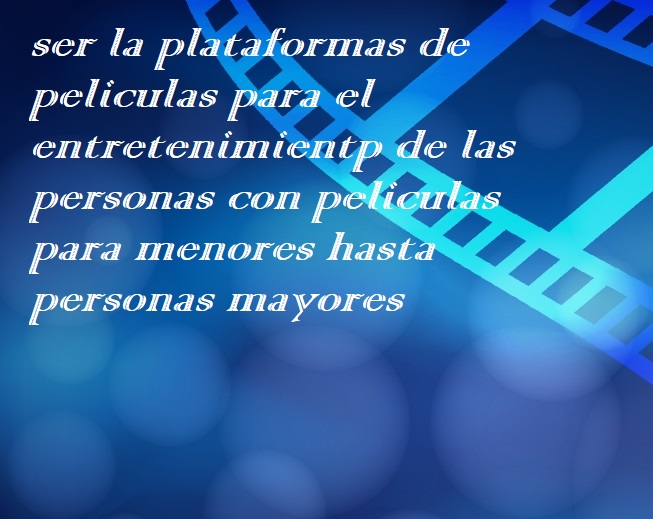 ser la plataformas de
peliculas para el
entretenimientp de las
personas con peliculas
para menores hasta
personas mayores